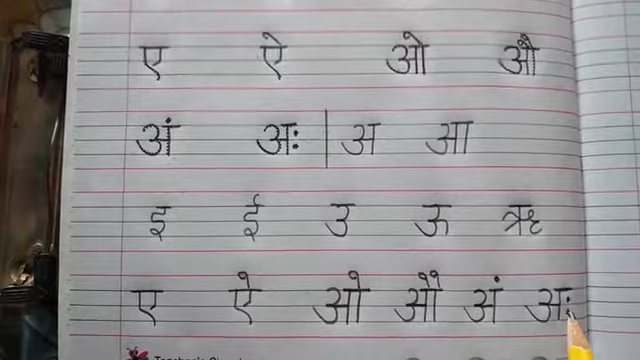 ए ऐ ओ औ
अं अः | अ आ
इ ई उ ऊ ऋ
ए ऐ ओ औ अं अः